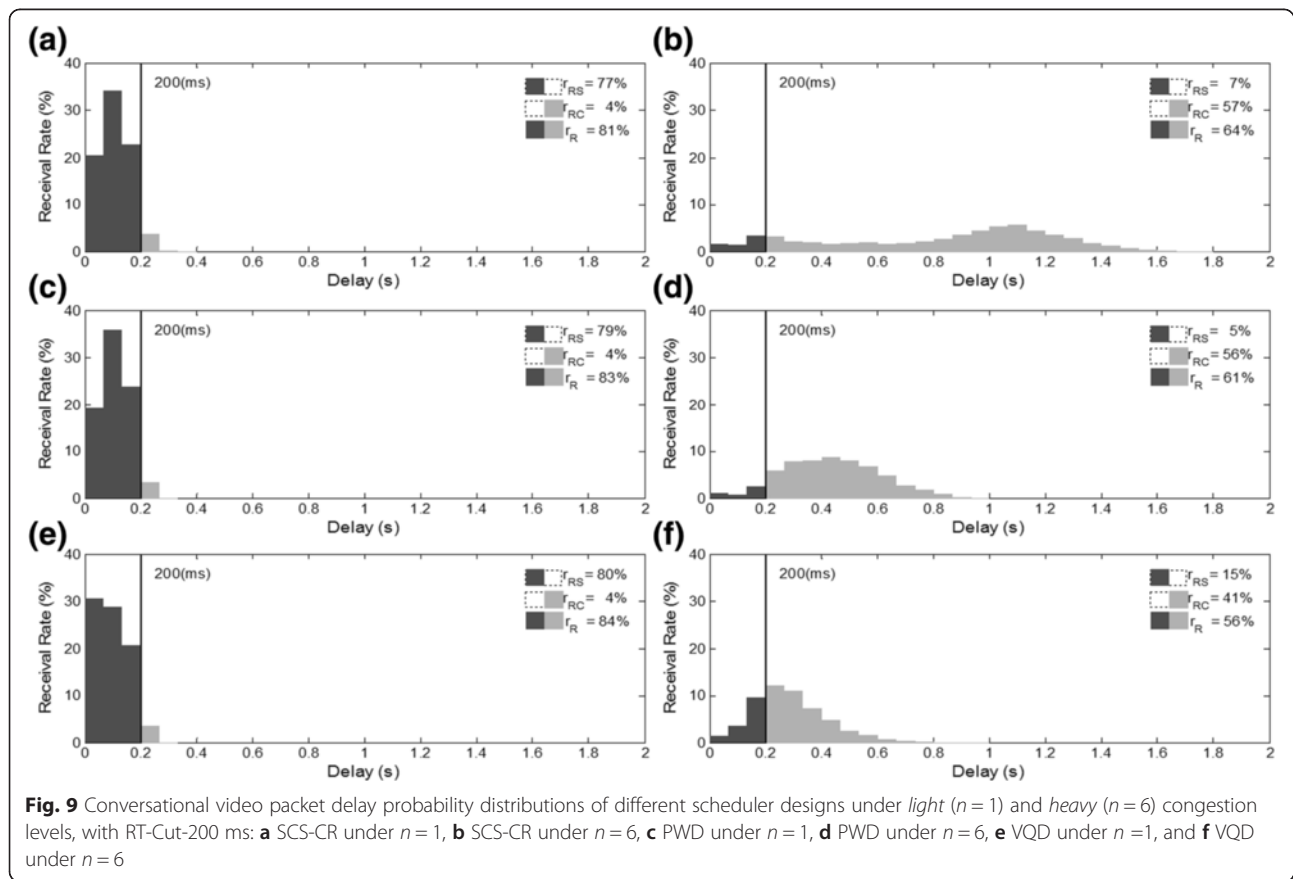 (a)
40
30
20
10
0
Receival Rate (%)
200(ms)
r_RS = 77%
r_RC = 4%
r_R = 81%
0 0.2 0.4 0.6 0.8 1 1.2 1.4 1.6 1.8 2
Delay (s)
(b)
40
30
20
10
0
Receival Rate (%)
200(ms)
r_RS = 7%
r_RC = 57%
r_R = 64%
0 0.2 0.4 0.6 0.8 1 1.2 1.4 1.6 1.8 2
Delay (s)
(c)
40
30
20
10
0
Receival Rate (%)
200(ms)
r_RS = 79%
r_RC = 4%
r_R = 83%
0 0.2 0.4 0.6 0.8 1 1.2 1.4 1.6 1.8 2
Delay (s)
(d)
40
30
20
10
0
Receival Rate (%)
200(ms)
r_RS = 5%
r_RC = 56%
r_R = 61%
0 0.2 0.4 0.6 0.8 1 1.2 1.4 1.6 1.8 2
Delay (s)
(e)
40
30
20
10
0
Receival Rate (%)
200(ms)
r_RS = 80%
r_RC = 4%
r_R = 84%
0 0.2 0.4 0.6 0.8 1 1.2 1.4 1.6 1.8 2
Delay (s)
(f)
40
30
20
10
0
Receival Rate (%)
200(ms)
r_RS = 15%
r_RC = 41%
r_R = 56%
0 0.2 0.4 0.6 0.8 1 1.2 1.4 1.6 1.8 2
Delay (s)
Fig. 9 Conversational video packet delay probability distributions of different scheduler designs under light (n = 1) and heavy (n = 6) congestion
levels, with RT-Cut-200 ms: a SCS-CR under n = 1, b SCS-CR under n = 6, c PWD under n = 1, d PWD under n = 6, e VQD under n =1, and f VQD
under n = 6